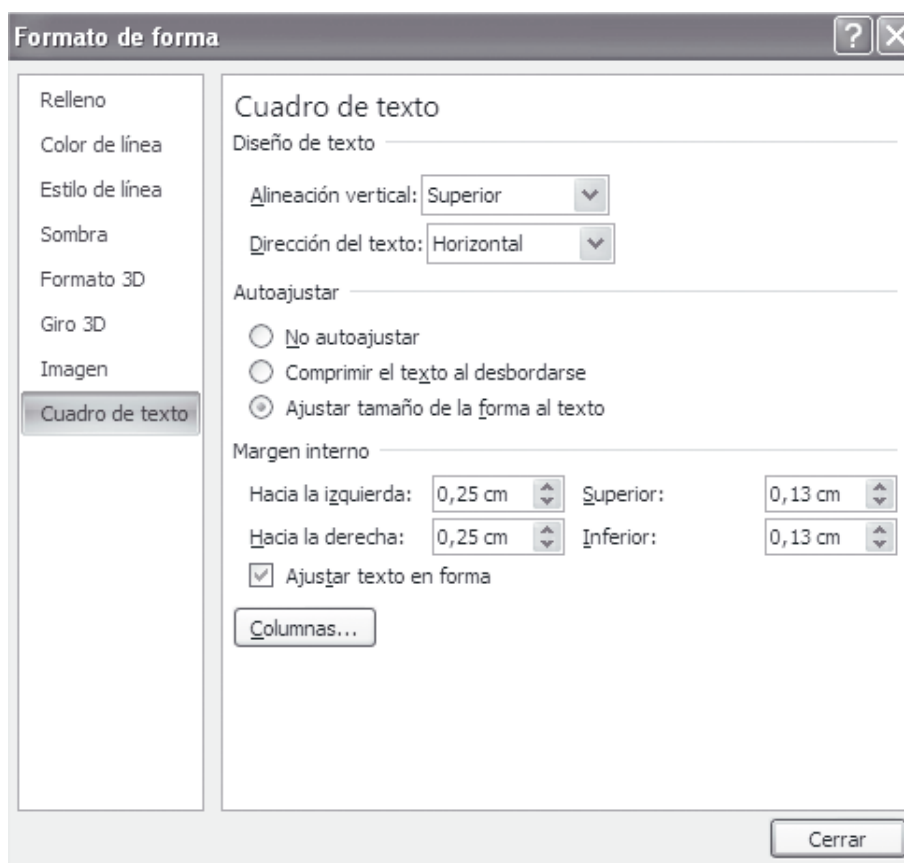 Formato de forma
Relleno
Color de línea
Estilo de línea
Sombra
Formato 3D
Giro 3D
Imagen
Cuadro de texto
Cuadro de texto
Diseño de texto
Alineación vertical: Superior
Dirección del texto: Horizontal
Autoajustar
No autoajustar
Comprimir el texto al desbordarse
Ajustar tamaño de la forma al texto
Margen interno
Hacia la izquierda: 0,25 cm Superior: 0,13 cm
Hacia la derecha: 0,25 cm Inferior: 0,13 cm
Ajustar texto en forma
Columnas...
Cerrar